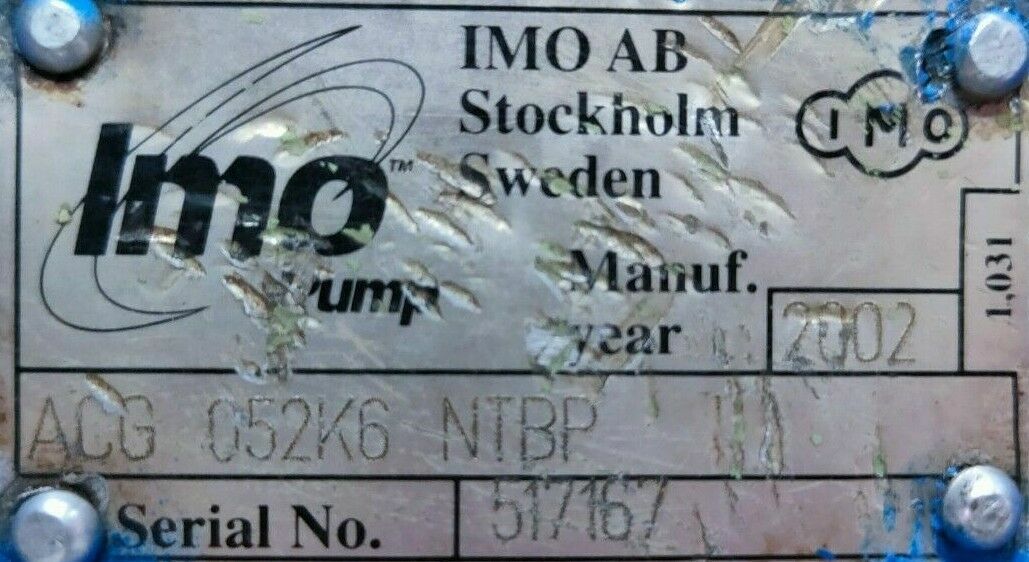 IMO AB
Stockholm
Sweden
IMO
Imo™
Pump
Manuf.
year
2002
1,031
ACG 052K6 NTBP
Serial No. 517167